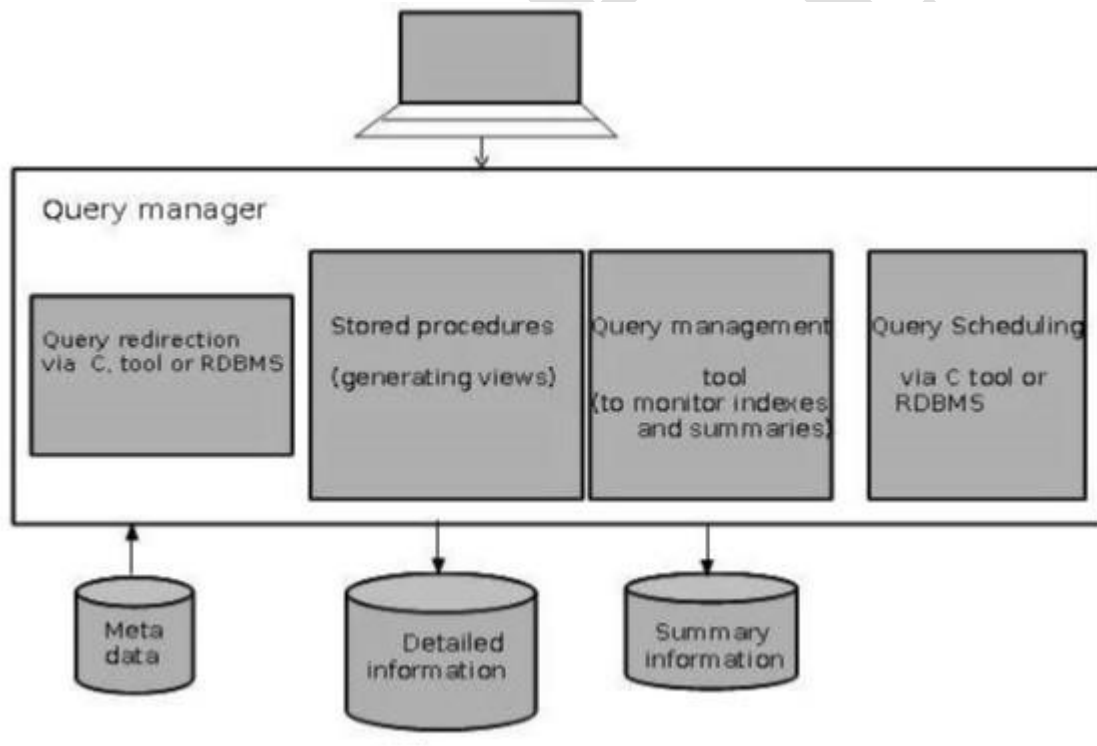 Query manager
Query redirection
via C, tool or RDBMS
Stored procedures
(generating views)
Query management
tool
(to monitor indexes
and summaries)
Query Scheduling
via C tool or
RDBMS
Meta
data
Detailed
information
Summary
information